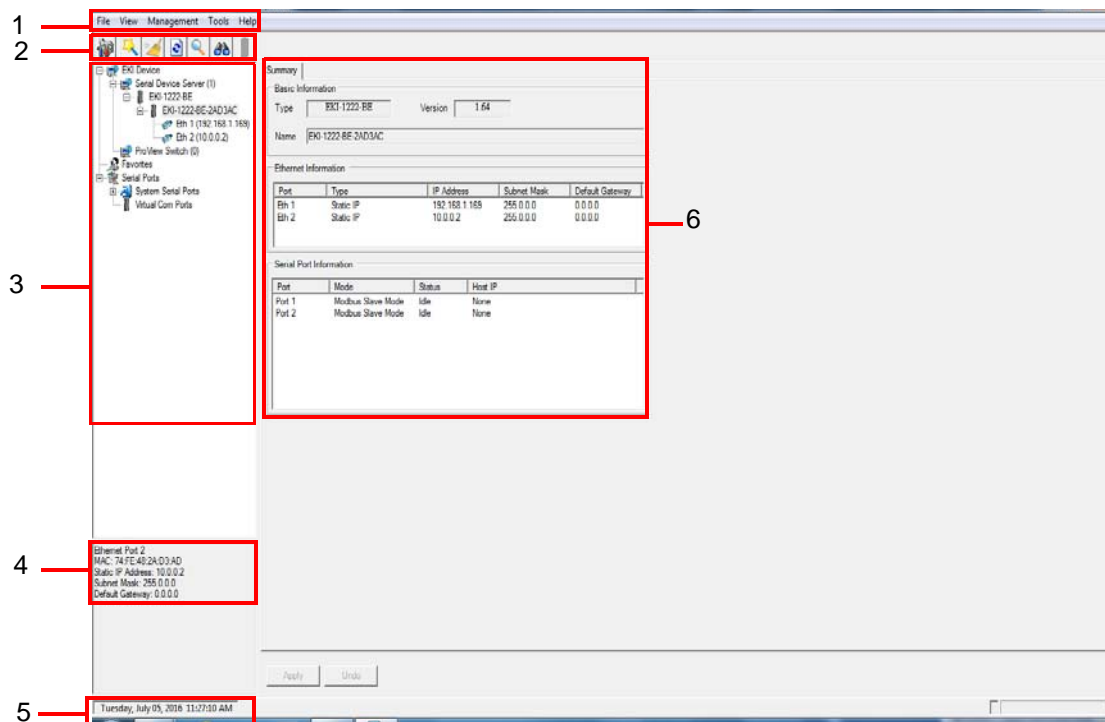 1
File View Management Tools Help
2
EKI Device
Serial Device Server (1)
EKI-1222-BE
EKI-1222-BE-2AD3AC
Eth 1 (192.168.1.169)
Eth 2 (10.0.0.2)
ProView Switch (0)
Favorites
Serial Ports
System Serial Ports
Virtual Com Ports
3
Summary
Basic Information
Type EKI-1222-BE Version 1.64
Name EKI-1222-BE-2AD3AC
Ethernet Information
Port Type IP Address Subnet Mask Default Gateway
Eth 1 Static IP 192.168.1.169 255.0.0.0 0.0.0.0
Eth 2 Static IP 10.0.0.2 255.0.0.0 0.0.0.0
6
Serial Port Information
Port Mode Status Host IP
Port 1 Modbus Slave Mode Idle None
Port 2 Modbus Slave Mode Idle None
4
Ethernet Port 2
MAC: 74:FE:48:2A:D3:AD
Static IP Address: 10.0.0.2
Subnet Mask: 255.0.0.0
Default Gateway: 0.0.0.0
Apply Undo
5
Tuesday, July 05, 2016 11:27:10 AM